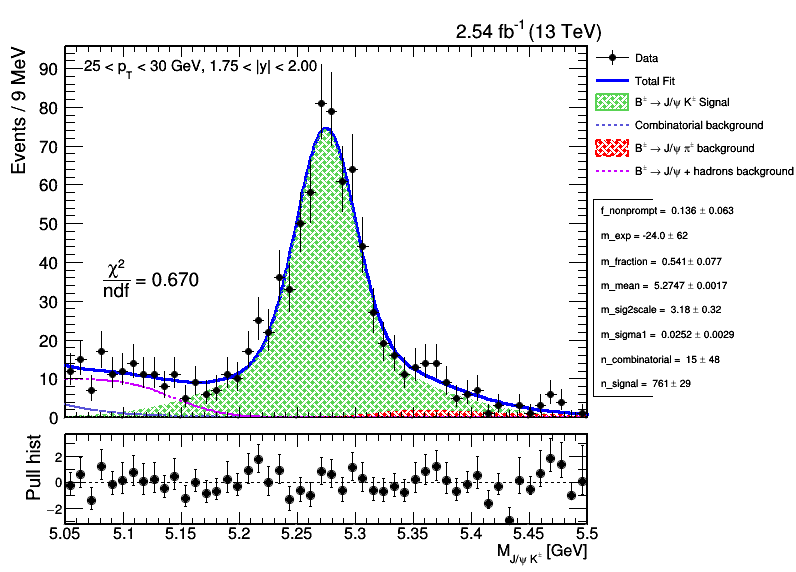 2.54 fb⁻¹ (13 TeV)
Events / 9 MeV
25 < p_T < 30 GeV, 1.75 < |y| < 2.00
90
80
70
60
50
40
30
20
10
0
χ²/ndf = 0.670
Data
Total Fit
B± → J/ψ K± Signal
Combinatorial background
B± → J/ψ π± background
B± → J/ψ + hadrons background
f_nonprompt = 0.136 ± 0.063
m_exp = -24.0 ± 62
m_fraction = 0.541 ± 0.077
m_mean = 5.2747 ± 0.0017
m_sig2scale = 3.18 ± 0.32
m_sigma1 = 0.0252 ± 0.0029
n_combinatorial = 15 ± 48
n_signal = 761 ± 29
Pull hist
2
0
−2
5.05 5.1 5.15 5.2 5.25 5.3 5.35 5.4 5.45 5.5
M_J/ψ K± [GeV]